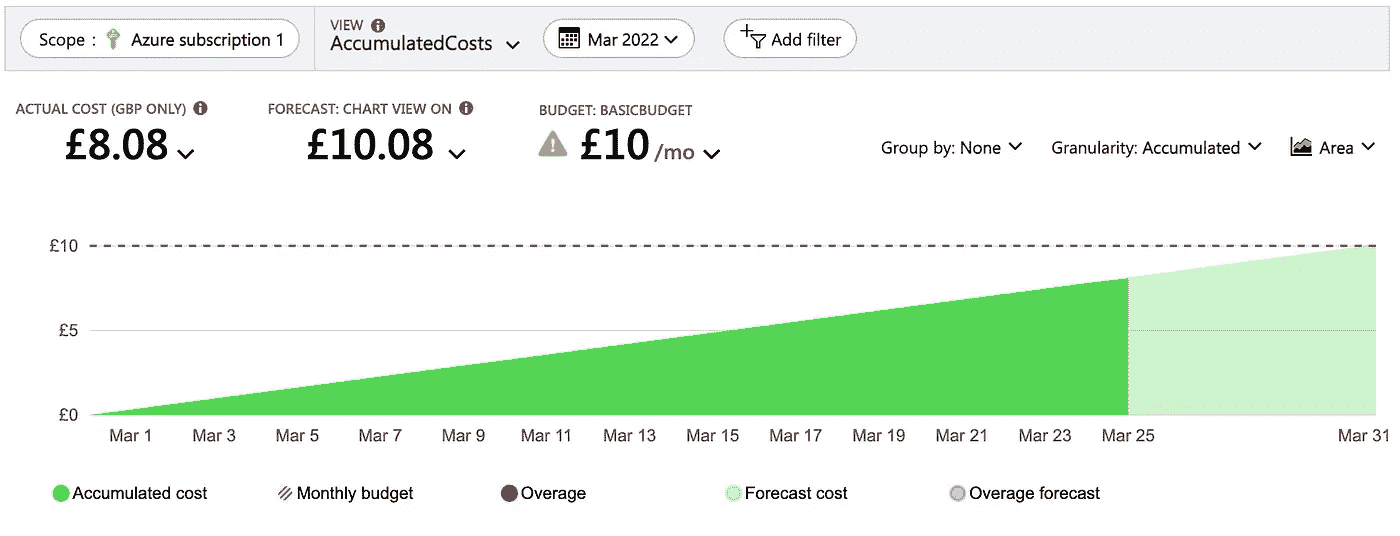 Scope : Azure subscription 1
VIEW
AccumulatedCosts
Mar 2022
Add filter
ACTUAL COST (GBP ONLY)
£8.08
FORECAST: CHART VIEW ON
£10.08
BUDGET: BASICBUDGET
£10 /mo
Group by: None
Granularity: Accumulated
Area
£10
£5
£0
Mar 1 Mar 3 Mar 5 Mar 7 Mar 9 Mar 11 Mar 13 Mar 15 Mar 17 Mar 19 Mar 21 Mar 23 Mar 25 Mar 31
Accumulated cost Monthly budget Overage Forecast cost Overage forecast